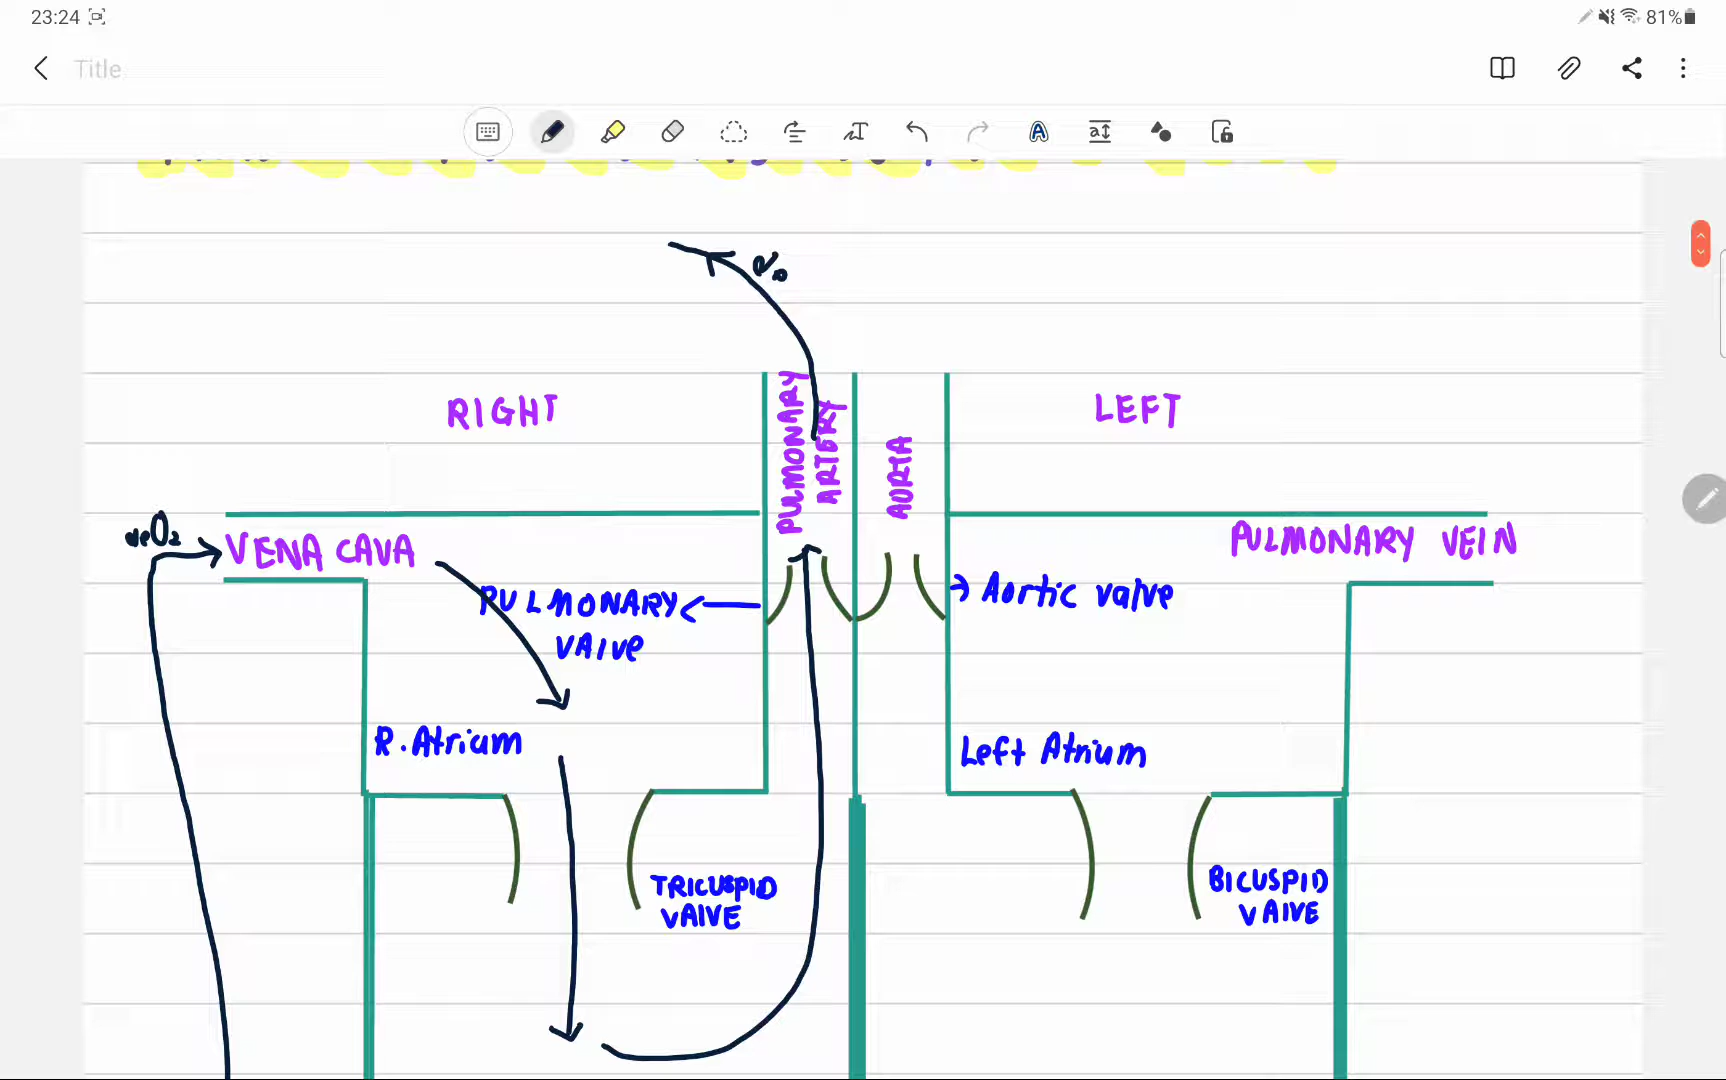 23:24
81%
Title
RIGHT
LEFT
PULMONARY
ARTERY
AORTA
VENA CAVA
PULMONARY VEIN
PULMONARY
VAlVe
Aortic valve
R. Atrium
Left Atrium
TRICUSPID
VAlVE
BICUSPID
VAlVE